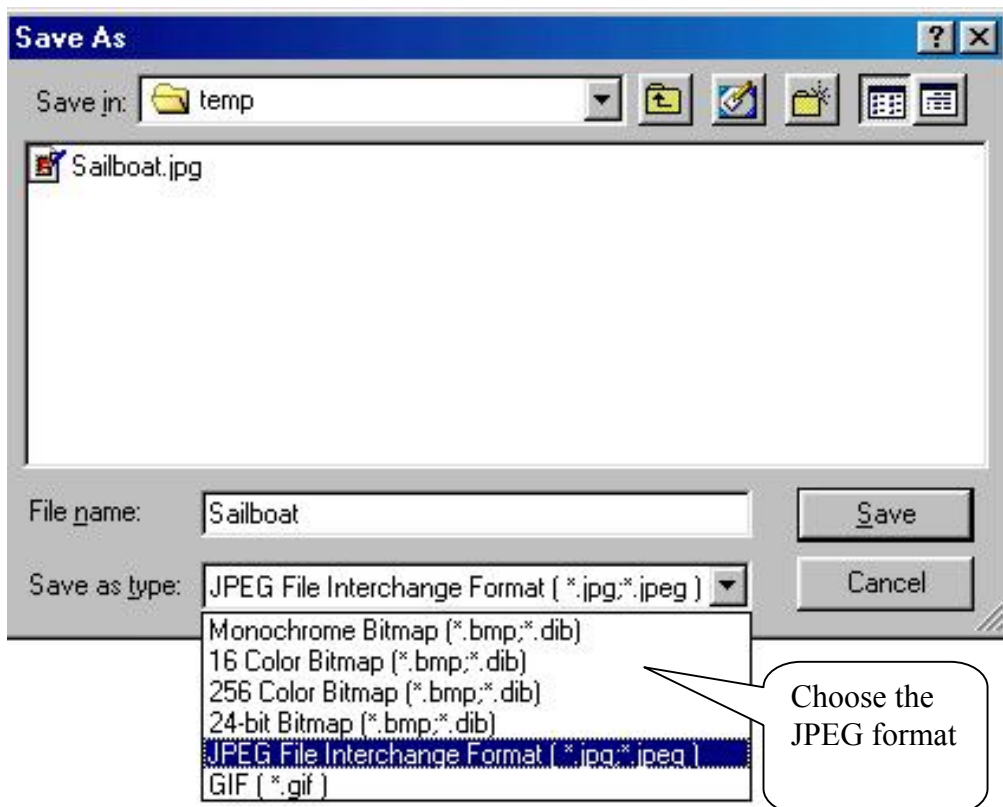 Save As
Save in: temp
Sailboat.jpg
File name: Sailboat Save
Save as type: JPEG File Interchange Format ( *.jpg;*.jpeg ) Cancel
Monochrome Bitmap (*.bmp;*.dib)
16 Color Bitmap (*.bmp;*.dib)
256 Color Bitmap (*.bmp;*.dib)
24-bit Bitmap (*.bmp;*.dib)
JPEG File Interchange Format ( *.jpg;*.jpeg )
GIF ( *.gif )
Choose the
JPEG format